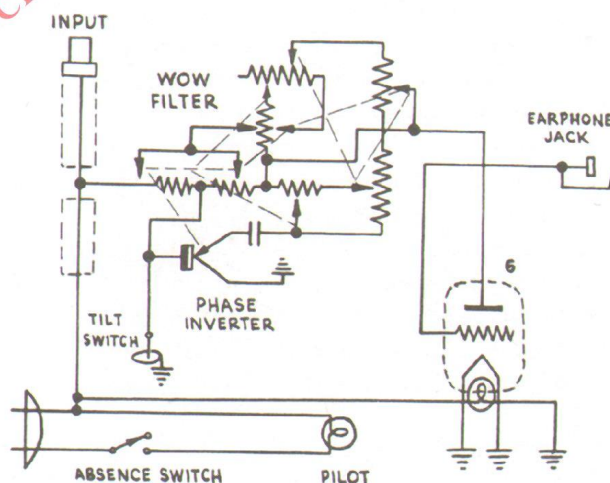 INPUT
WOW
FILTER
EARPHONE
JACK
6
PHASE
INVERTER
TILT
SWITCH
ABSENCE SWITCH
PILOT